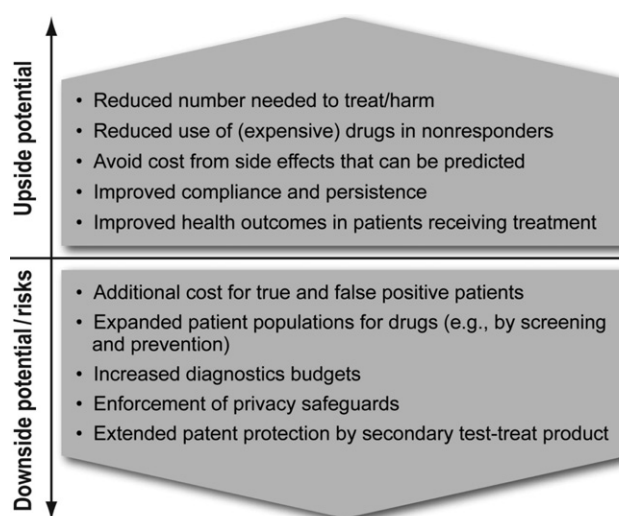 Upside potential
• Reduced number needed to treat/harm
• Reduced use of (expensive) drugs in nonresponders
• Avoid cost from side effects that can be predicted
• Improved compliance and persistence
• Improved health outcomes in patients receiving treatment
Downside potential/risks
• Additional cost for true and false positive patients
• Expanded patient populations for drugs (e.g., by screening
and prevention)
• Increased diagnostics budgets
• Enforcement of privacy safeguards
• Extended patent protection by secondary test-treat product